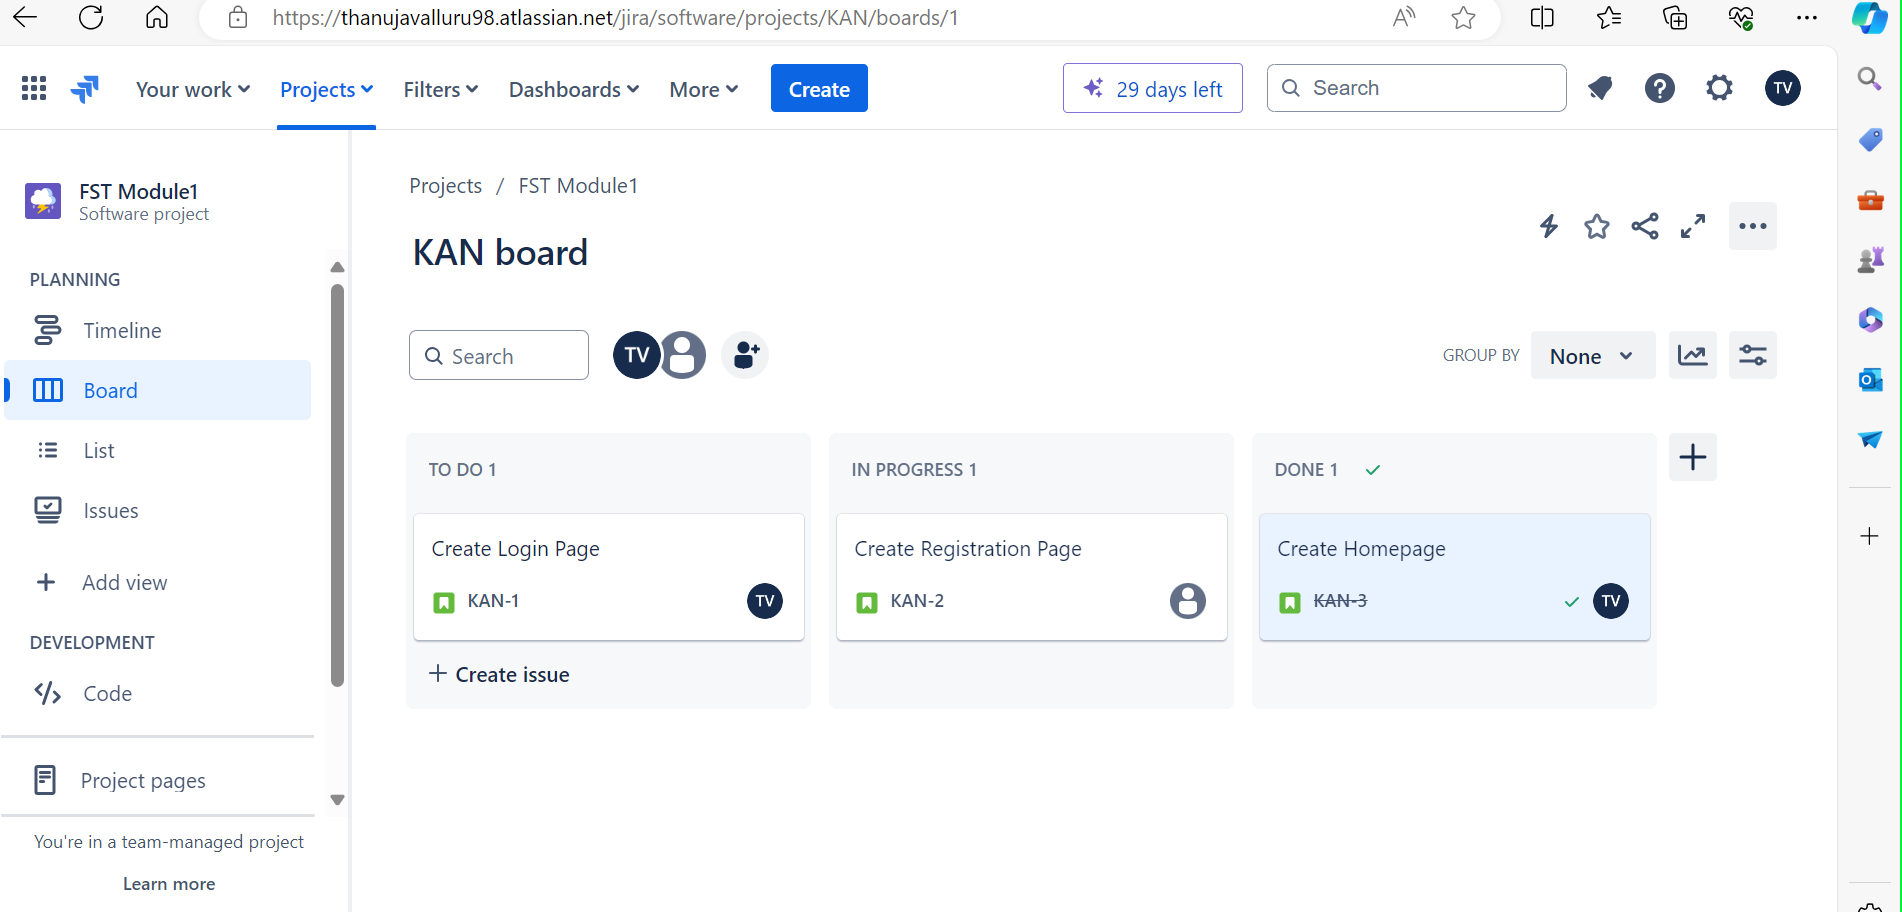 https://thanujavalluru98.atlassian.net/jira/software/projects/KAN/boards/1
Your work
Projects
Filters
Dashboards
More
Create
29 days left
Search
TV
FST Module1
Software project
PLANNING
Timeline
Board
List
Issues
Add view
DEVELOPMENT
Code
Project pages
You're in a team-managed project
Learn more
Projects / FST Module1
KAN board
Search
TV
GROUP BY
None
TO DO 1
Create Login Page
KAN-1
TV
Create issue
IN PROGRESS 1
Create Registration Page
KAN-2
DONE 1
Create Homepage
KAN-3
TV